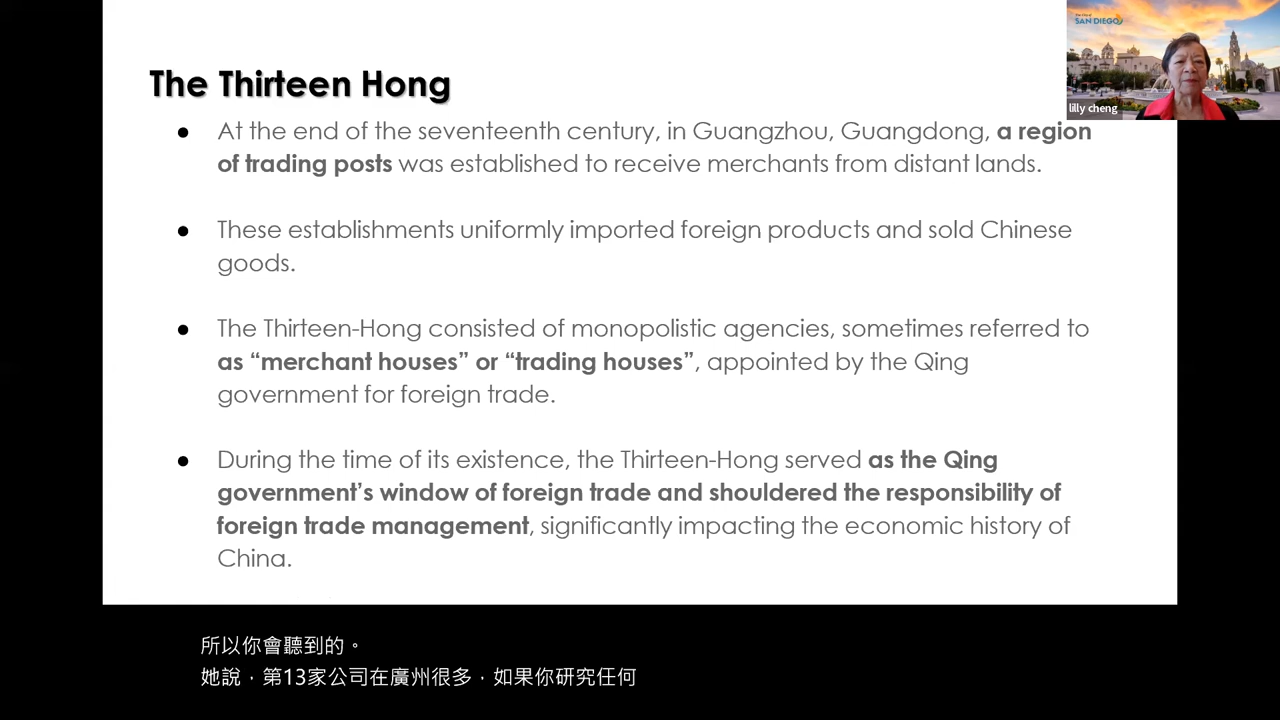 The City of
SAN DIEGO
lilly cheng
The Thirteen Hong
● At the end of the seventeenth century, in Guangzhou, Guangdong, a region
of trading posts was established to receive merchants from distant lands.
● These establishments uniformly imported foreign products and sold Chinese
goods.
● The Thirteen-Hong consisted of monopolistic agencies, sometimes referred to
as “merchant houses” or “trading houses”, appointed by the Qing
government for foreign trade.
● During the time of its existence, the Thirteen-Hong served as the Qing
government’s window of foreign trade and shouldered the responsibility of
foreign trade management, significantly impacting the economic history of
China.
所以你會聽到的。
她說，第13家公司在廣州很多，如果你研究任何